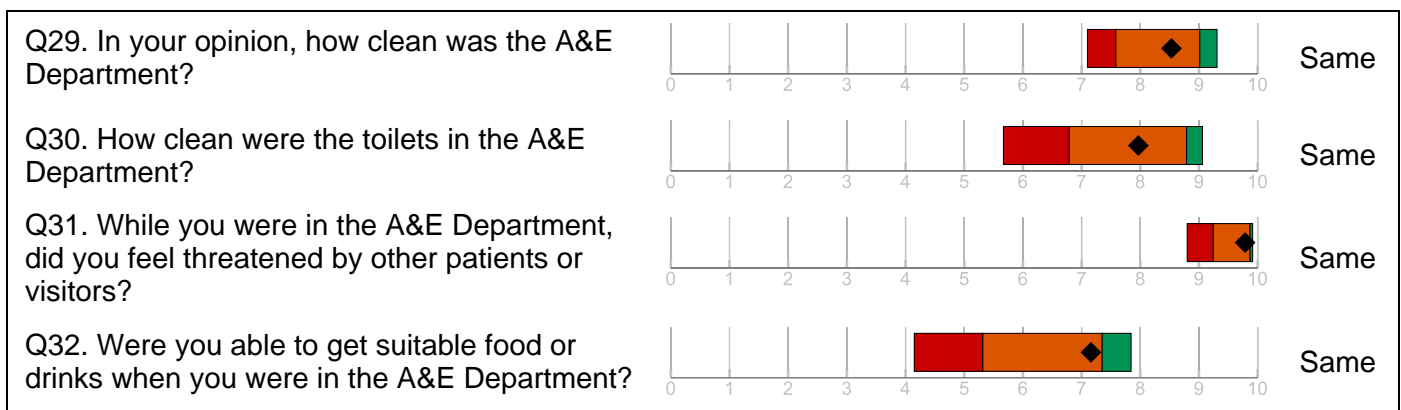 Q29. In your opinion, how clean was the A&E
Department?
0 1 2 3 4 5 6 7 8 9 10
Same
Q30. How clean were the toilets in the A&E
Department?
0 1 2 3 4 5 6 7 8 9 10
Same
Q31. While you were in the A&E Department,
did you feel threatened by other patients or
visitors?
0 1 2 3 4 5 6 7 8 9 10
Same
Q32. Were you able to get suitable food or
drinks when you were in the A&E Department?
0 1 2 3 4 5 6 7 8 9 10
Same